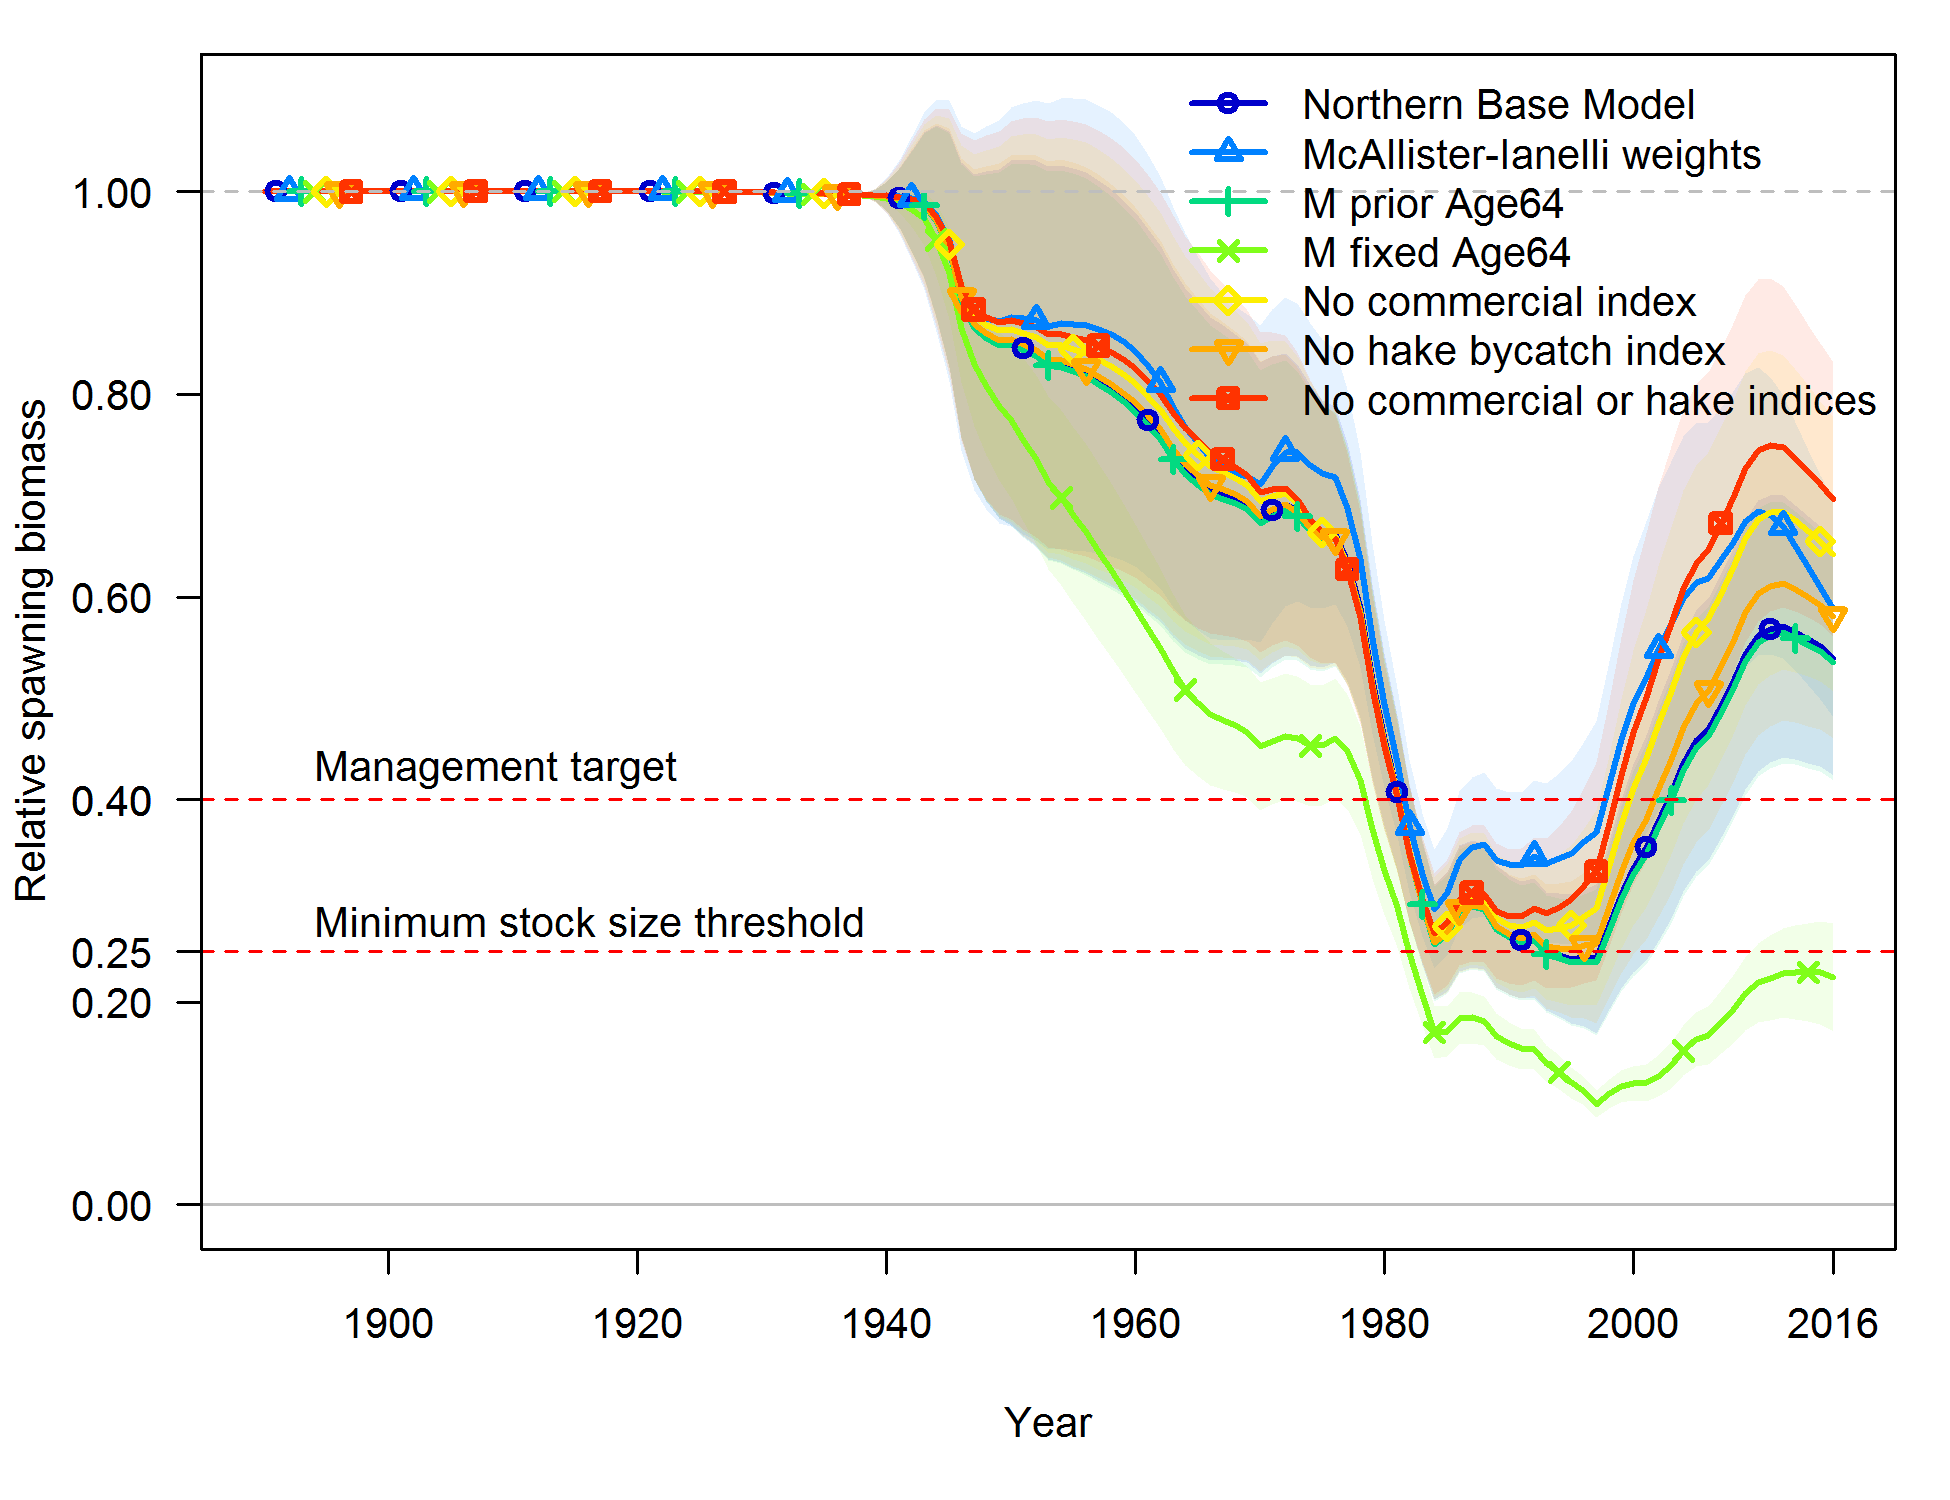 Northern Base Model
McAllister-Ianelli weights
M prior Age64
M fixed Age64
No commercial index
No hake bycatch index
No commercial or hake indices
Relative spawning biomass
1.00
0.80
0.60
0.40
0.25
0.20
0.00
Management target
Minimum stock size threshold
1900
1920
1940
1960
1980
2000
2016
Year